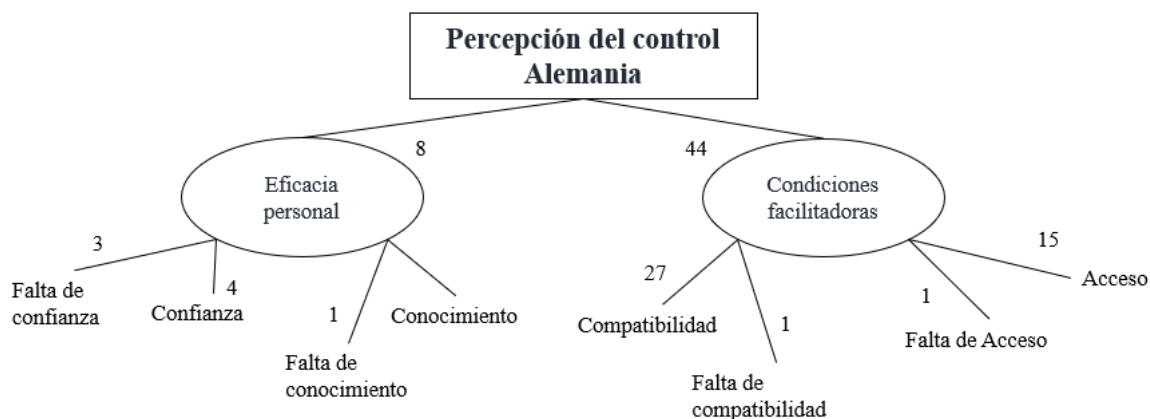 Percepción del control
Alemania
8
44
Eficacia
personal
Condiciones
facilitadoras
3
4
1
27
1
1
15
Falta de
confianza
Confianza
Conocimiento
Falta de
conocimiento
Compatibilidad
Falta de
compatibilidad
Falta de Acceso
Acceso